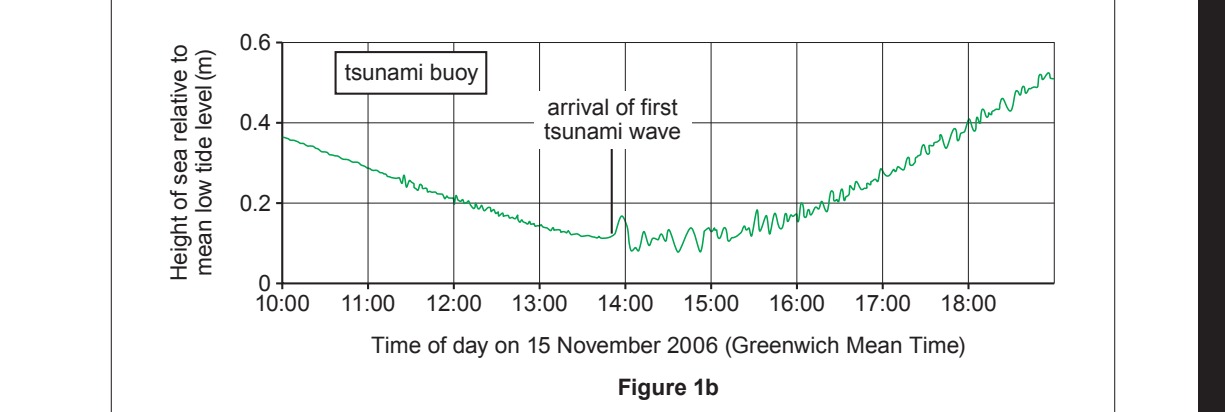 Height of sea relative to
mean low tide level (m)
0.6
0.4
0.2
0
tsunami buoy
arrival of first
tsunami wave
10:00 11:00 12:00 13:00 14:00 15:00 16:00 17:00 18:00
Time of day on 15 November 2006 (Greenwich Mean Time)
Figure 1b